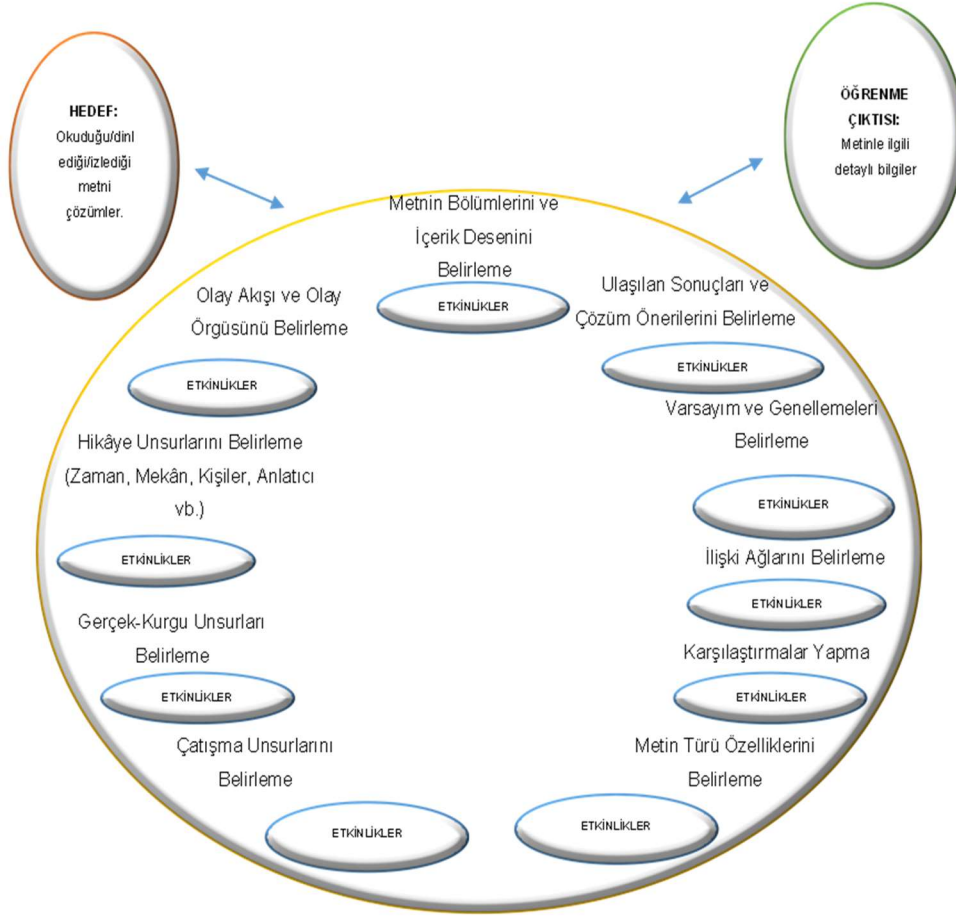 HEDEF:
Okuduğu/dinl
ediği/izlediği
metni
çözümler.
ÖĞRENME
ÇIKTISI:
Metinle ilgili
detaylı bilgiler
Metnin Bölümlerini ve
İçerik Desenini
Belirleme
ETKİNLİKLER
Olay Akışı ve Olay
Örgüsünü Belirleme
ETKİNLİKLER
Hikâye Unsurlarını Belirleme
(Zaman, Mekân, Kişiler, Anlatıcı
vb.)
ETKİNLİKLER
Gerçek-Kurgu Unsurları
Belirleme
ETKİNLİKLER
Çatışma Unsurlarını
Belirleme
ETKİNLİKLER
Ulaşılan Sonuçları ve
Çözüm Önerilerini Belirleme
ETKİNLİKLER
Varsayım ve Genellemeleri
Belirleme
ETKİNLİKLER
İlişki Ağlarını Belirleme
ETKİNLİKLER
Karşılaştırmalar Yapma
ETKİNLİKLER
Metin Türü Özelliklerini
Belirleme
ETKİNLİKLER